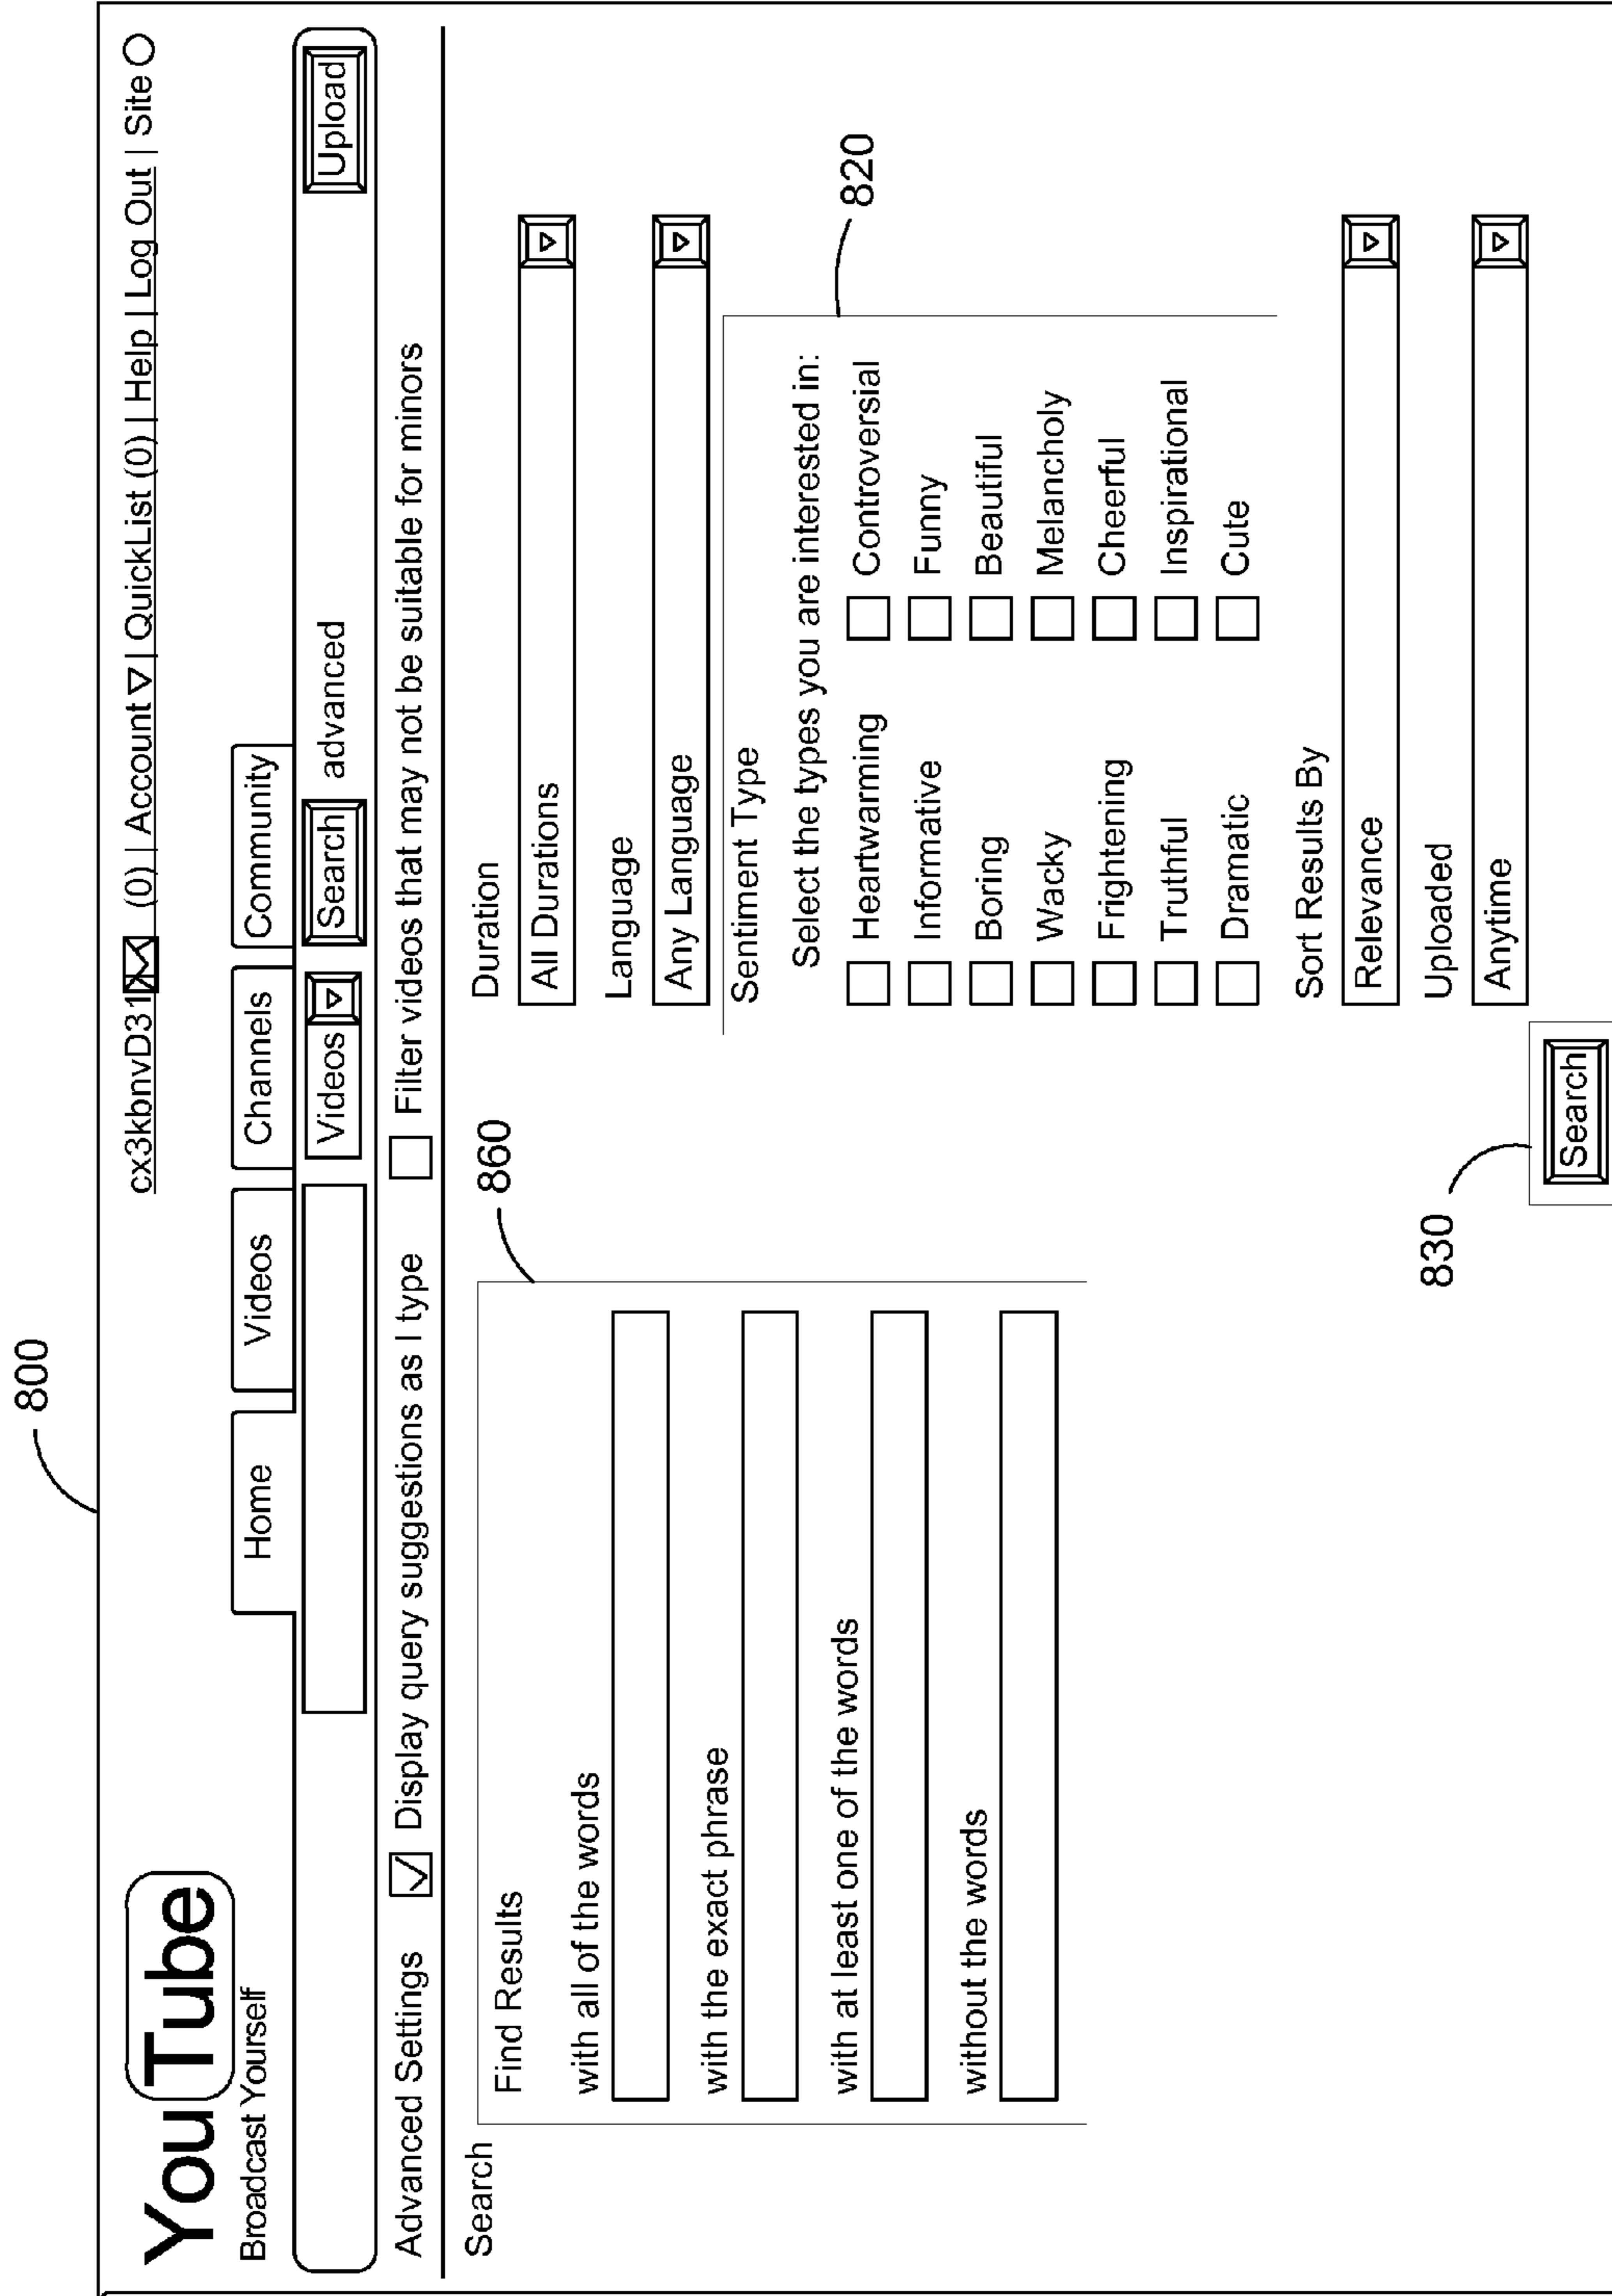 800
cx3kbnvD31 (0) | Account ▽ | QuickList (0) | Help | Log Out | Site
YouTube
Broadcast Yourself
Home Videos Channels Community
Videos Search advanced Upload
Advanced Settings Display query suggestions as I type Filter videos that may not be suitable for minors
Search
860
Find Results
with all of the words
with the exact phrase
with at least one of the words
without the words
Duration
All Durations
Language
Any Language
820
Sentiment Type
Select the types you are interested in:
Heartwarming Controversial
Informative Funny
Boring Beautiful
Wacky Melancholy
Frightening Cheerful
Truthful Inspirational
Dramatic Cute
Sort Results By
Relevance
Uploaded
Anytime
830
Search